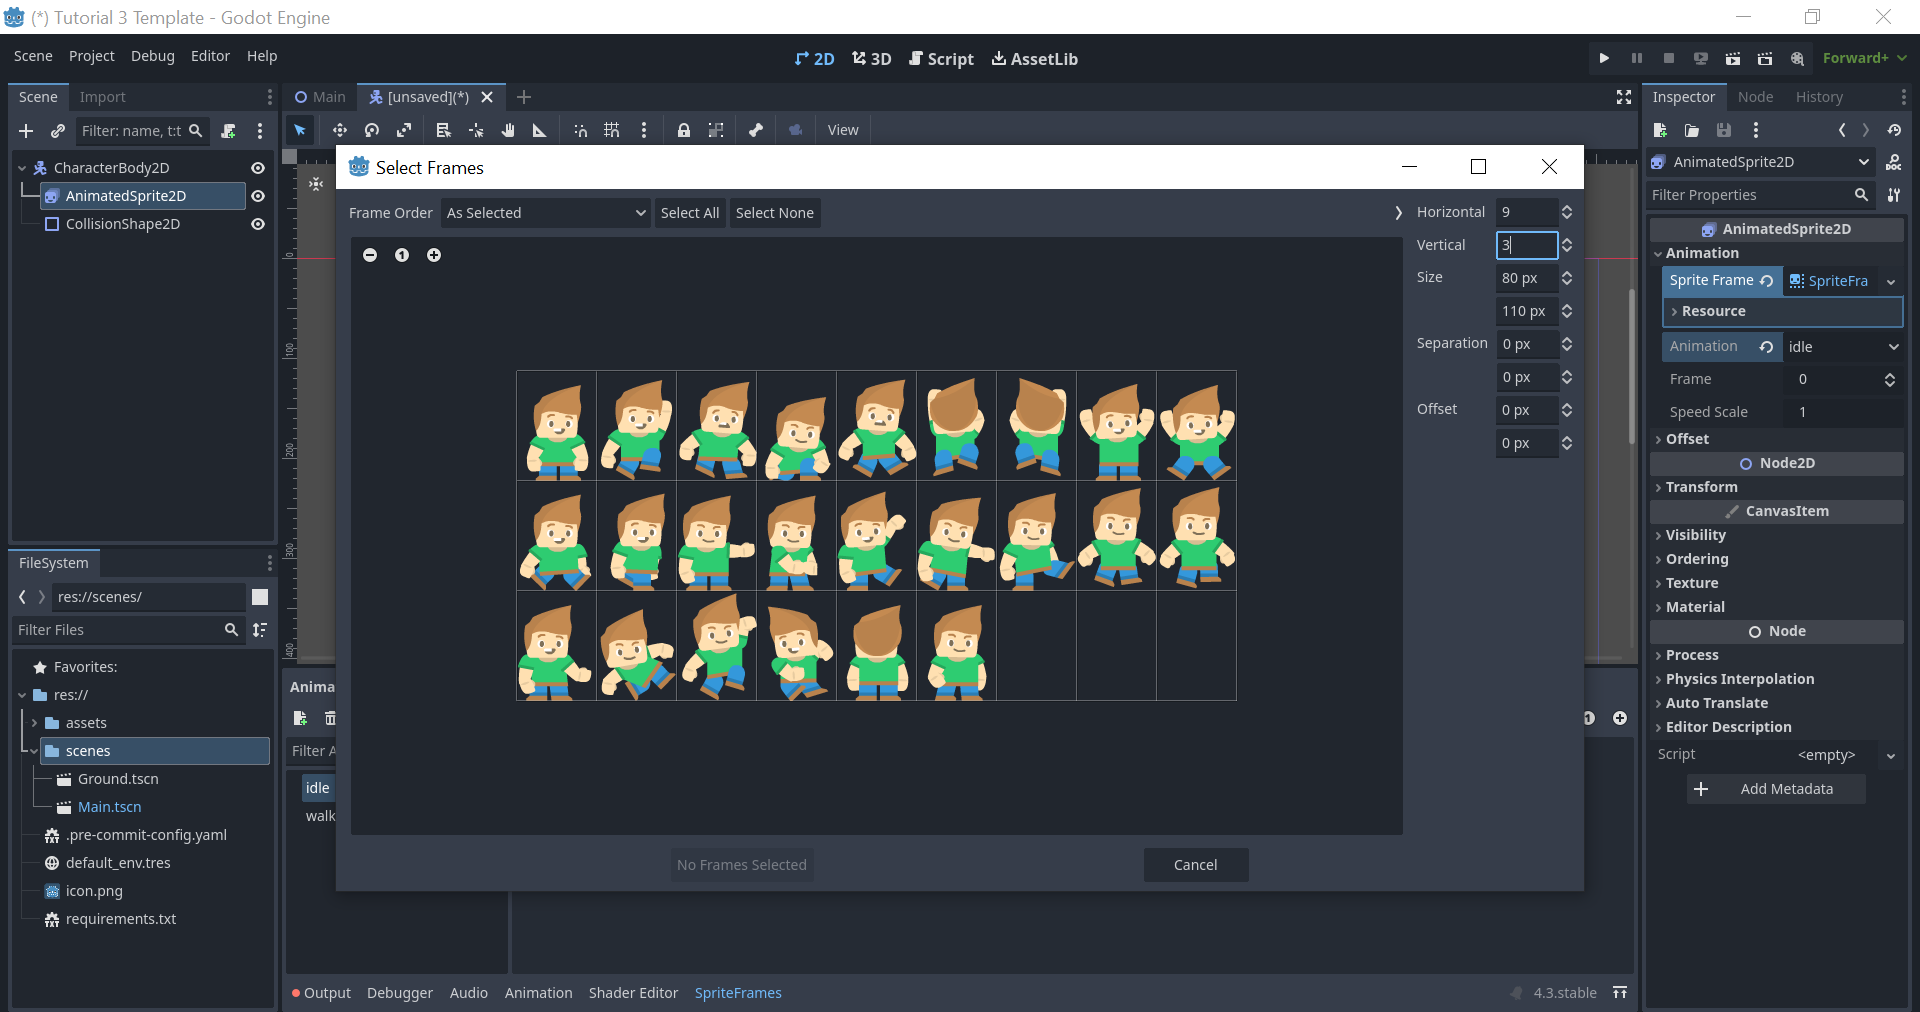 (*) Tutorial 3 Template - Godot Engine
Scene Project Debug Editor Help
2D 3D Script AssetLib
Forward+
Scene Import
Filter: name, t:t
CharacterBody2D
AnimatedSprite2D
CollisionShape2D
FileSystem
res://scenes/
Filter Files
Favorites:
res://
assets
scenes
Ground.tscn
Main.tscn
.pre-commit-config.yaml
default_env.tres
icon.png
requirements.txt
Main [unsaved](*)
View
0
100
200
300
400
Select Frames
Frame Order As Selected Select All Select None
1
Horizontal 9
Vertical 3
Size 80 px
110 px
Separation 0 px
0 px
Offset 0 px
0 px
No Frames Selected Cancel
Anima
Filter A
idle
walk
1
Output Debugger Audio Animation Shader Editor SpriteFrames
4.3.stable
Inspector Node History
AnimatedSprite2D
Filter Properties
AnimatedSprite2D
Animation
Sprite Frame SpriteFra
Resource
Animation idle
Frame 0
Speed Scale 1
Offset
Node2D
Transform
CanvasItem
Visibility
Ordering
Texture
Material
Node
Process
Physics Interpolation
Auto Translate
Editor Description
Script <empty>
Add Metadata